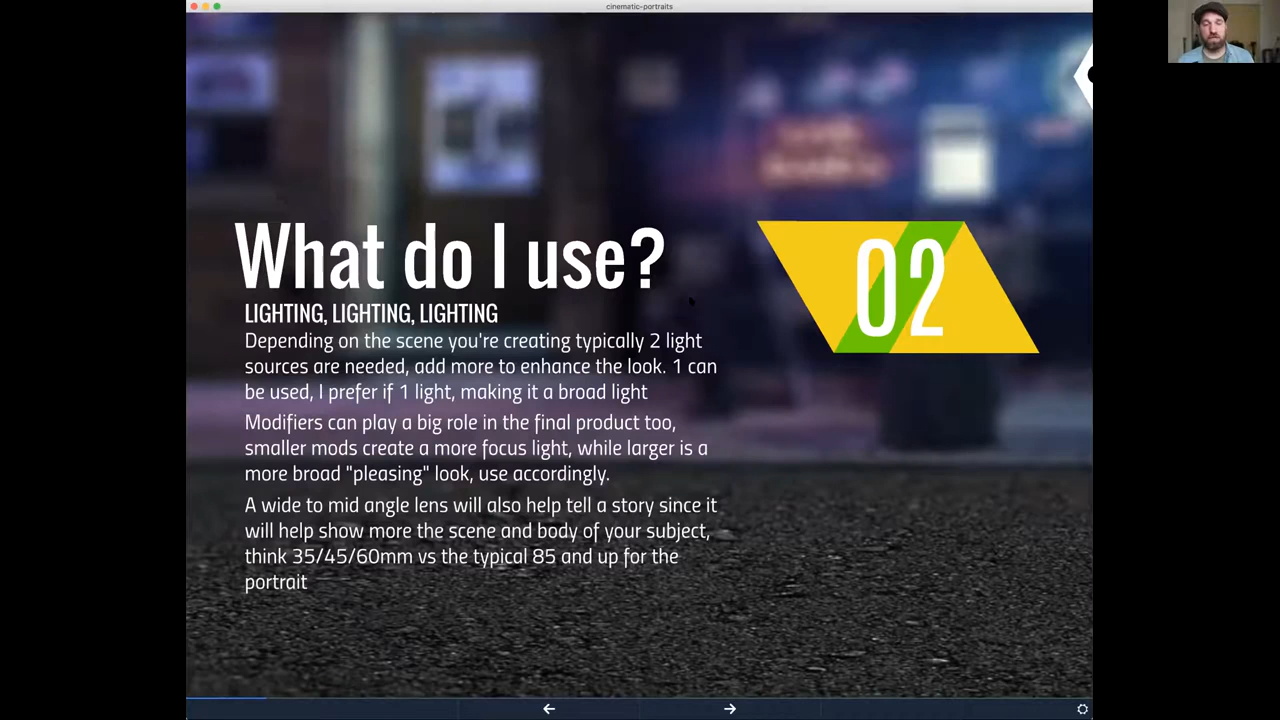 cinematic-portraits
What do I use?
02
LIGHTING, LIGHTING, LIGHTING
Depending on the scene you're creating typically 2 light
sources are needed, add more to enhance the look. 1 can
be used, I prefer if 1 light, making it a broad light
Modifiers can play a big role in the final product too,
smaller mods create a more focus light, while larger is a
more broad "pleasing" look, use accordingly.
A wide to mid angle lens will also help tell a story since it
will help show more the scene and body of your subject,
think 35/45/60mm vs the typical 85 and up for the
portrait